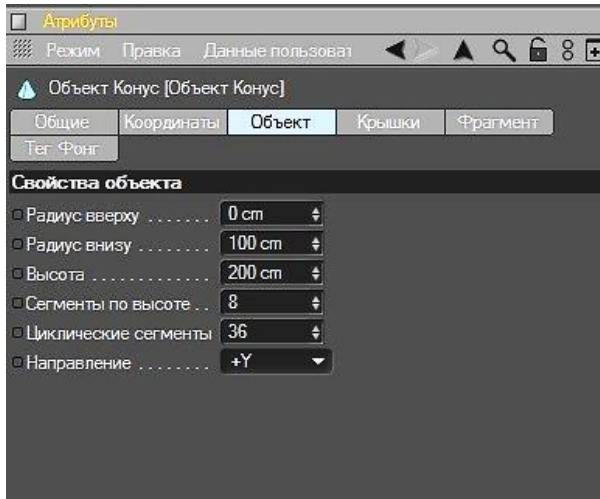 Атрибуты
Режим Правка Данные пользоват
Объект Конус [Объект Конус]
Общие Координаты Объект Крышки Фрагмент
Тег Фонг
Свойства объекта
Радиус вверху . . . . . . . 0 cm
Радиус внизу . . . . . . . . 100 cm
Высота . . . . . . . . . . . . . 200 cm
Сегменты по высоте . . 8
Циклические сегменты 36
Направление . . . . . . . . +Y